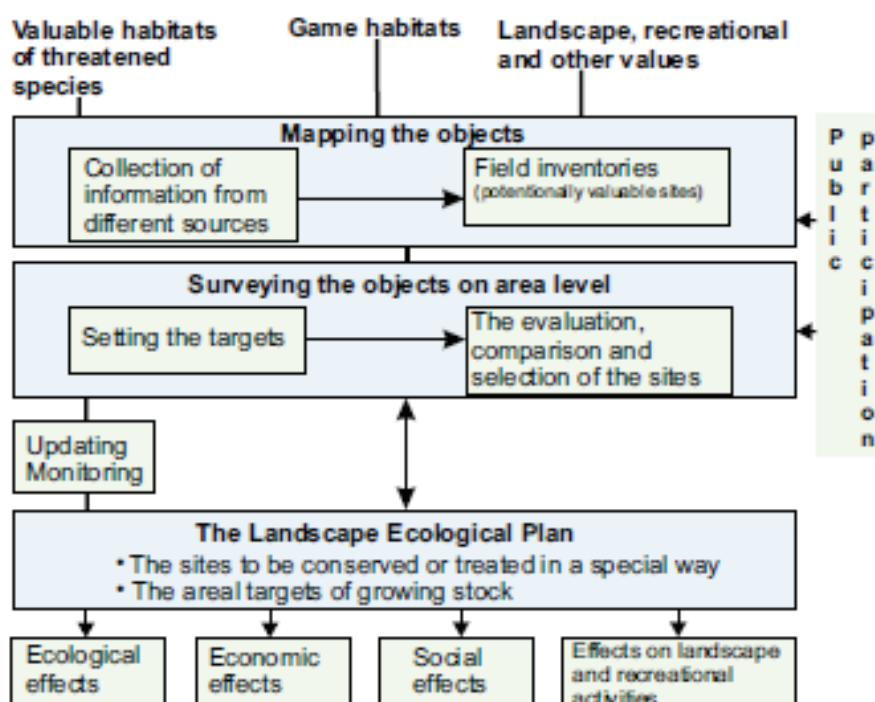 Valuable habitats
of threatened
species
Game habitats
Landscape, recreational
and other values
Mapping the objects
Collection of
information from
different sources
Field inventories
(potentially valuable sites)
Public
participation
Surveying the objects on area level
Setting the targets
The evaluation,
comparison and
selection of the sites
Updating
Monitoring
The Landscape Ecological Plan
• The sites to be conserved or treated in a special way
• The areal targets of growing stock
Ecological
effects
Economic
effects
Social
effects
Effects on landscape
and recreational
activities